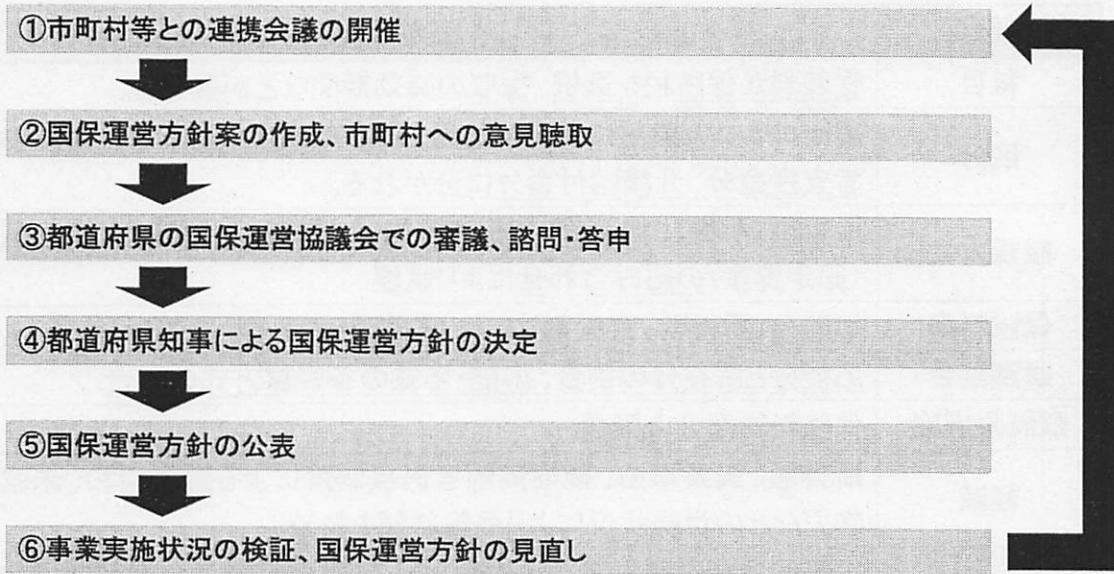 ①市町村等との連携会議の開催
②国保運営方針案の作成、市町村への意見聴取
③都道府県の国保運営協議会での審議、諮問・答申
④都道府県知事による国保運営方針の決定
⑤国保運営方針の公表
⑥事業実施状況の検証、国保運営方針の見直し